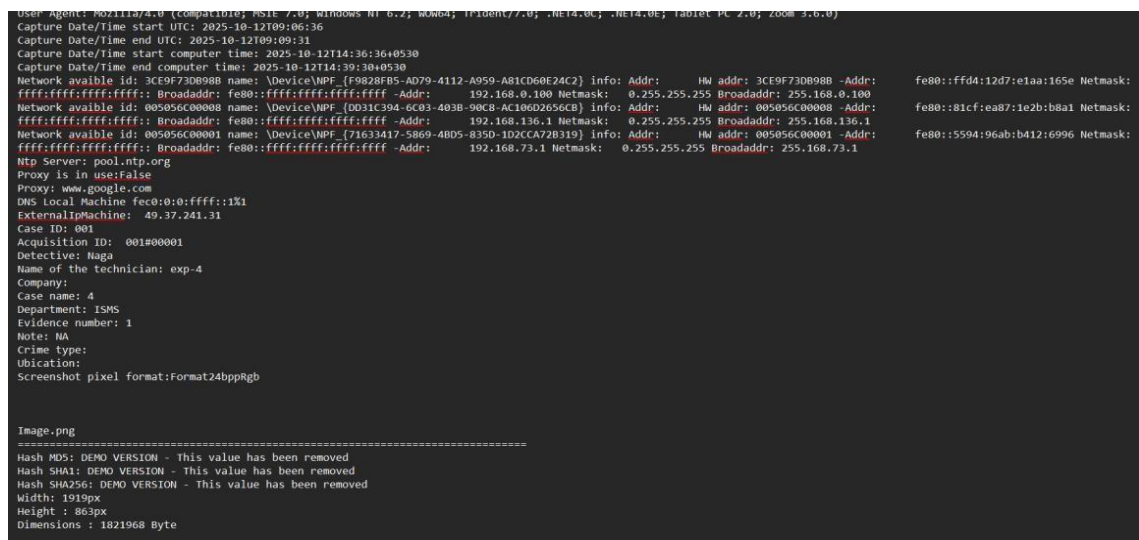 User Agent: Mozilla/4.0 (compatible; MSIE 7.0; Windows NT 6.2; WOW64; Trident/7.0; .NET4.0C; .NET4.0E; Tablet PC 2.0; Zoom 3.6.0)
Capture Date/Time start UTC: 2025-10-12T09:06:36
Capture Date/Time end UTC: 2025-10-12T09:09:31
Capture Date/Time start computer time: 2025-10-12T14:36:36+0530
Capture Date/Time end computer time: 2025-10-12T14:39:30+0530
Network avaible id: 3CE9F73DB98B name: \Device\NPF_{F9828FB5-AD79-4112-A959-A81CD60E24C2} info: Addr: HW addr: 3CE9F73DB98B -Addr: fe80::ffd4:12d7:e1aa:165e Netmask:
ffff:ffff:ffff:ffff:: Broadaddr: fe80::ffff:ffff:ffff:ffff -Addr: 192.168.0.100 Netmask: 0.255.255.255 Broadaddr: 255.168.0.100
Network avaible id: 005056C00008 name: \Device\NPF_{DD31C394-6C03-403B-90C8-AC106D2656CB} info: Addr: HW addr: 005056C00008 -Addr: fe80::81cf:ea87:1e2b:b8a1 Netmask:
ffff:ffff:ffff:ffff:: Broadaddr: fe80::ffff:ffff:ffff:ffff -Addr: 192.168.136.1 Netmask: 0.255.255.255 Broadaddr: 255.168.136.1
Network avaible id: 005056C00001 name: \Device\NPF_{71633417-5869-4BD5-835D-1D2CCA72B319} info: Addr: HW addr: 005056C00001 -Addr: fe80::5594:96ab:b412:6996 Netmask:
ffff:ffff:ffff:ffff:: Broadaddr: fe80::ffff:ffff:ffff:ffff -Addr: 192.168.73.1 Netmask: 0.255.255.255 Broadaddr: 255.168.73.1
Ntp Server: pool.ntp.org
Proxy is in use:False
Proxy: www.google.com
DNS Local Machine fec0:0:0:ffff::1%1
ExternalIpMachine: 49.37.241.31
Case ID: 001
Acquisition ID: 001#00001
Detective: Naga
Name of the technician: exp-4
Company:
Case name: 4
Department: ISMS
Evidence number: 1
Note: NA
Crime type:
Ubication:
Screenshot pixel format:Format24bppRgb
Image.png
================================================================================
Hash MD5: DEMO VERSION - This value has been removed
Hash SHA1: DEMO VERSION - This value has been removed
Hash SHA256: DEMO VERSION - This value has been removed
Width: 1919px
Height : 863px
Dimensions : 1821968 Byte